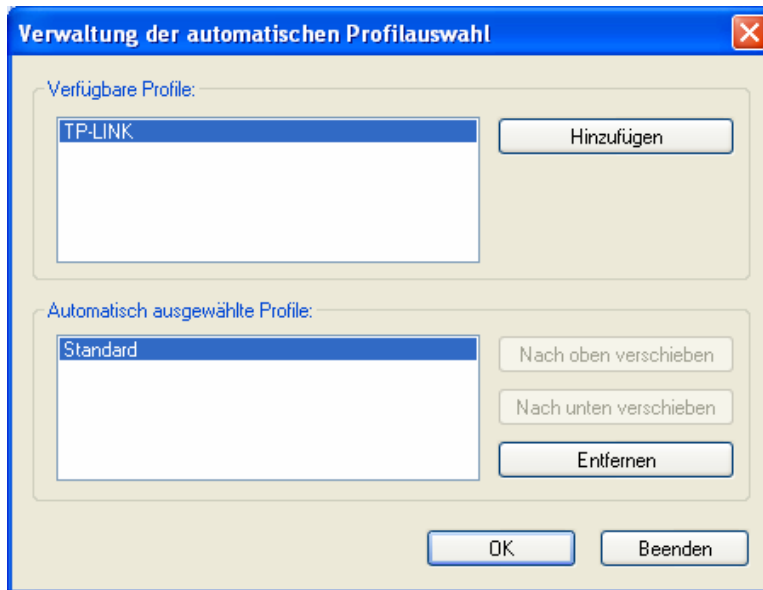 Verwaltung der automatischen Profilauswahl
Verfügbare Profile:
TP-LINK
Hinzufügen
Automatisch ausgewählte Profile:
Standard
Nach oben verschieben
Nach unten verschieben
Entfernen
OK
Beenden